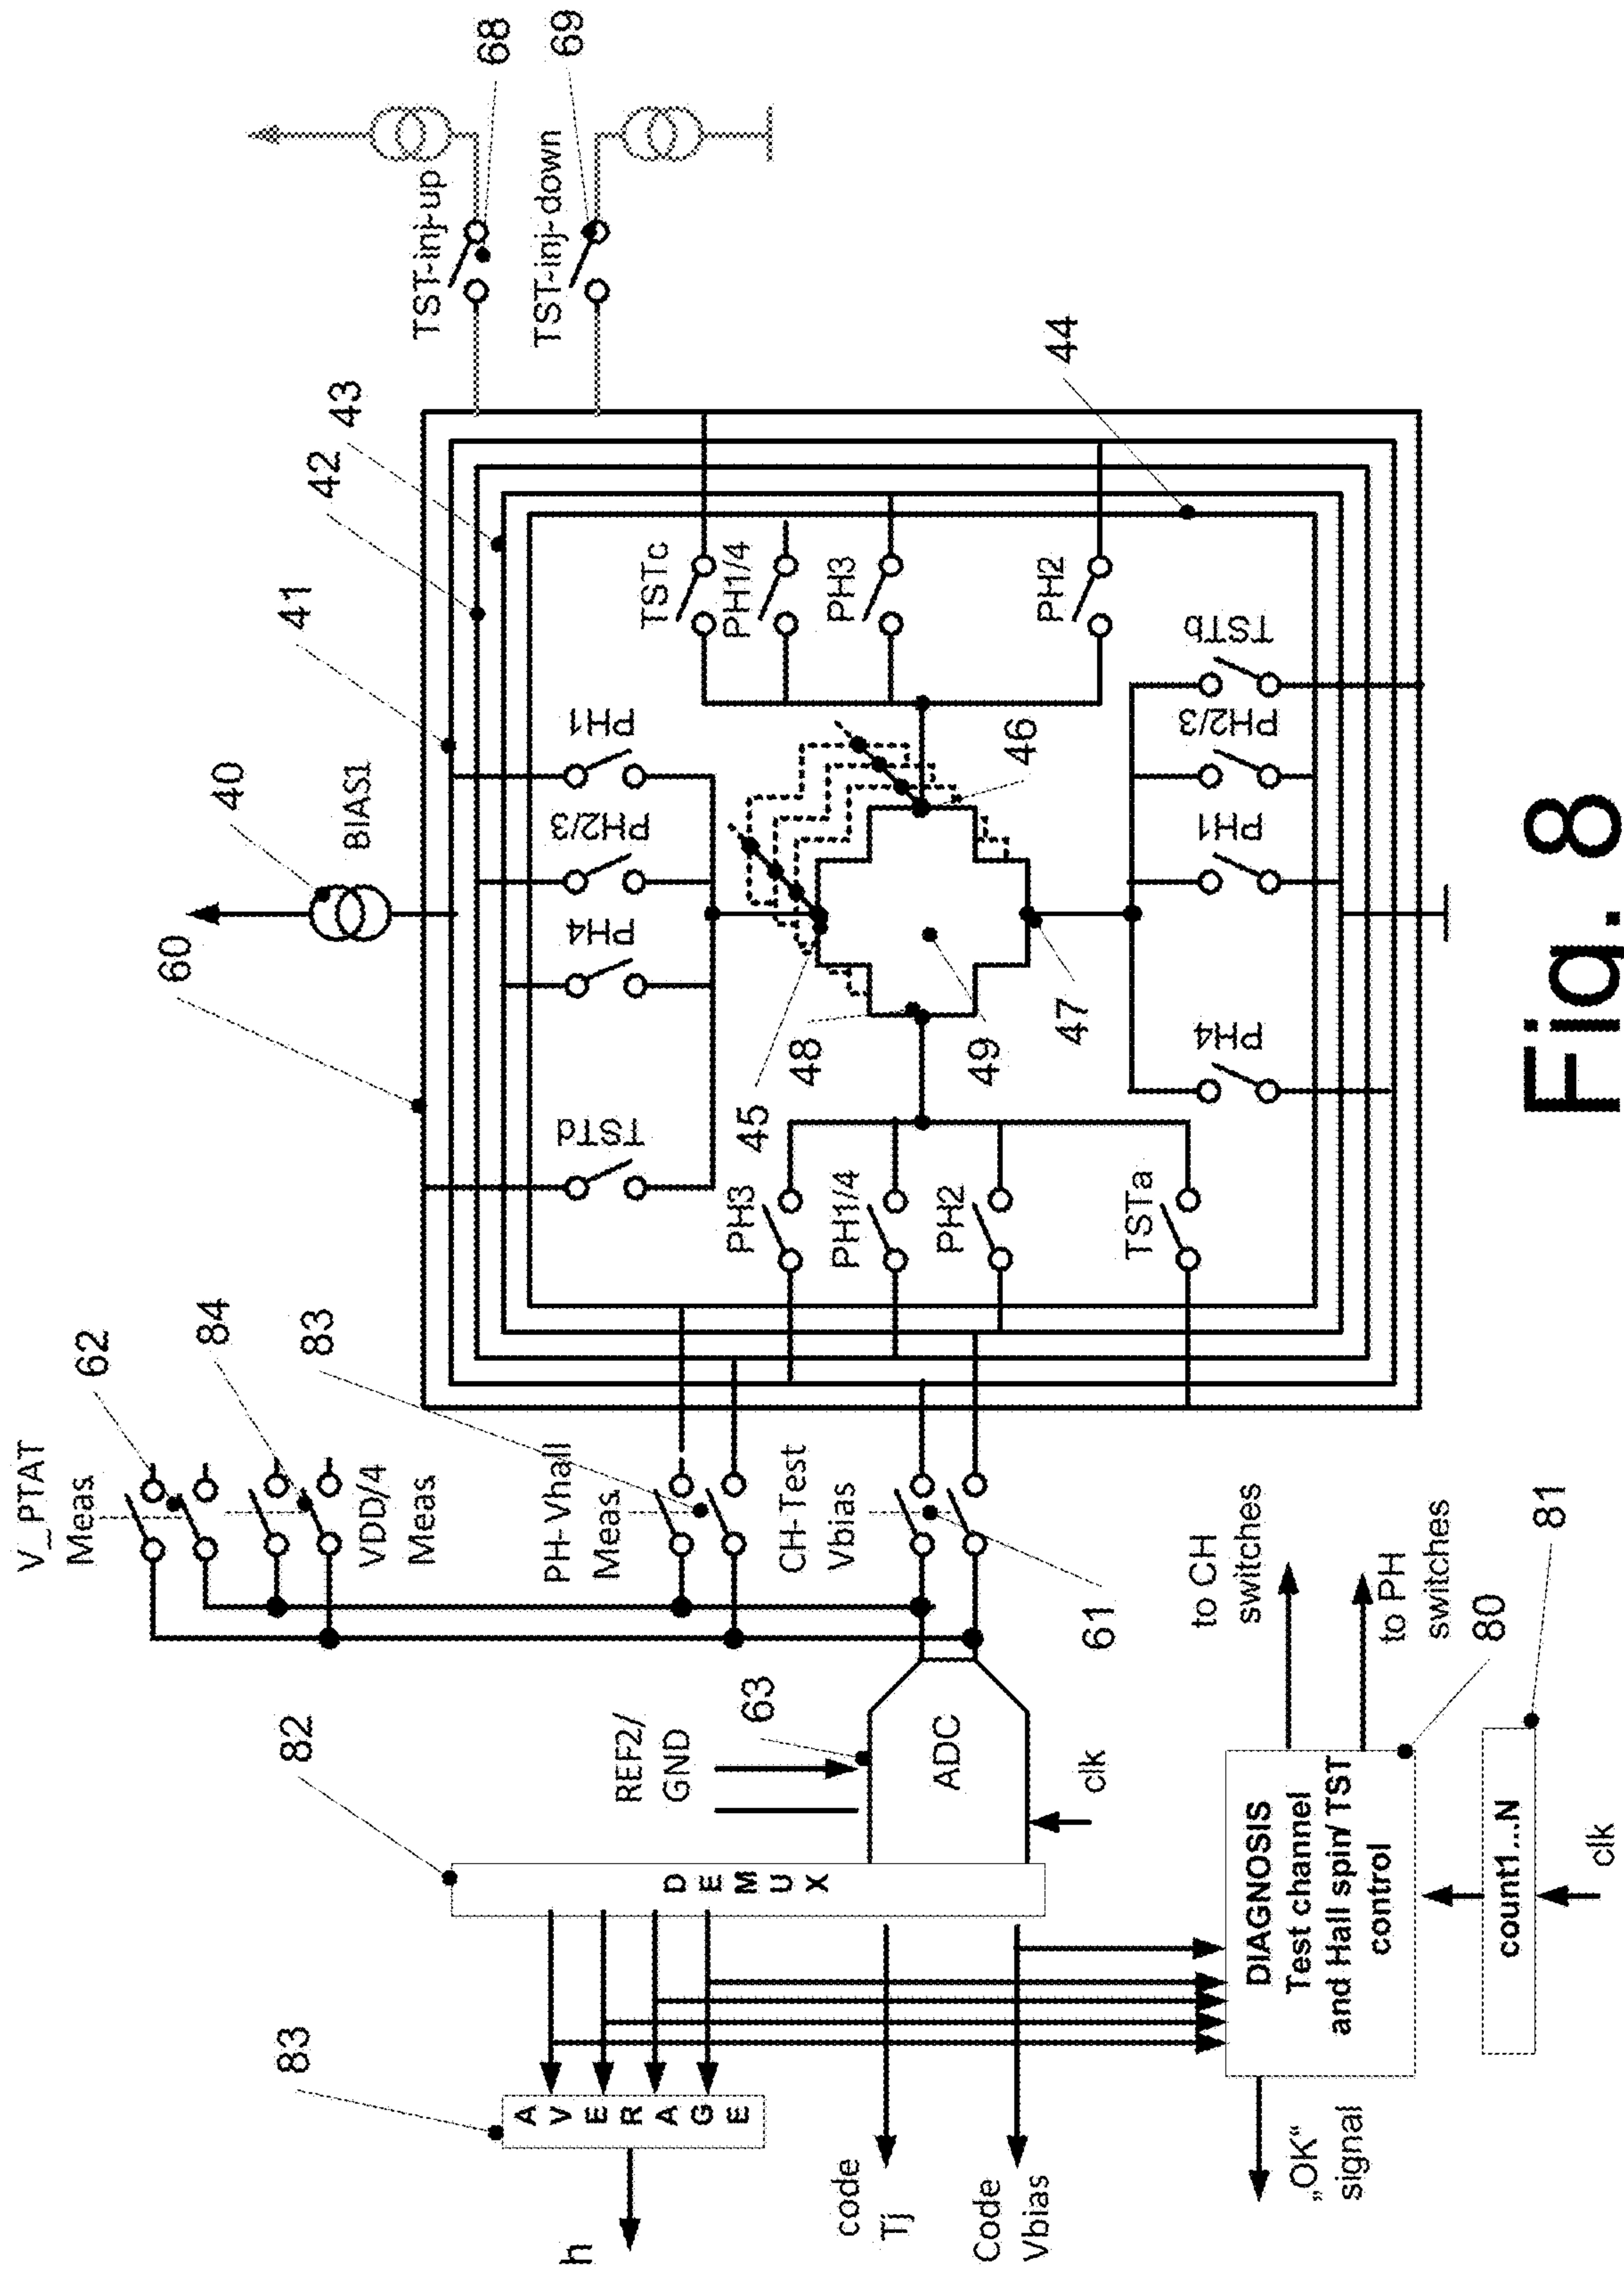 68
69
TST-inj-up
TST-inj-down
43
42
41
40
60
BIAS1
44
TSTc
PH1/4
PH3
PH2
PH1
PH2/3
PH4
TSTd
TSTb
PH2/3
PH1
PH4
46
47
45
48
49
PH3
PH1/4
PH2
TSTa
62
84
83
V_PTAT
Meas.
VDD/4
Meas.
PH-Vhall
Meas.
CH-Test
Vbias
61
82
REF2/
GND
63
ADC
clk
DEMUX
83
AVERAGE
h
code
Tj
Code
Vbias
to CH
switches
to PH
switches
80
81
DIAGNOSIS
Test channel
and Hall spin/TST
control
count1...N
clk
„OK“
signal
Fig. 8